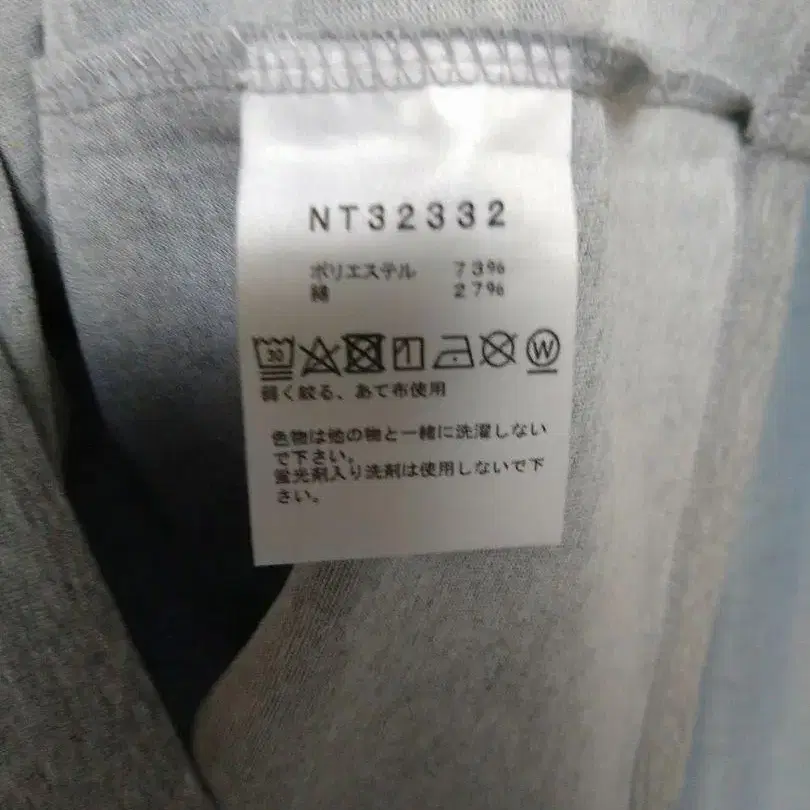 NT32332
ポリエステル 73%
綿 27%
30 W
弱く絞る、あて布使用
色物は他の物と一緒に洗濯しない
で下さい。
蛍光剤入り洗剤は使用しないで下
さい。